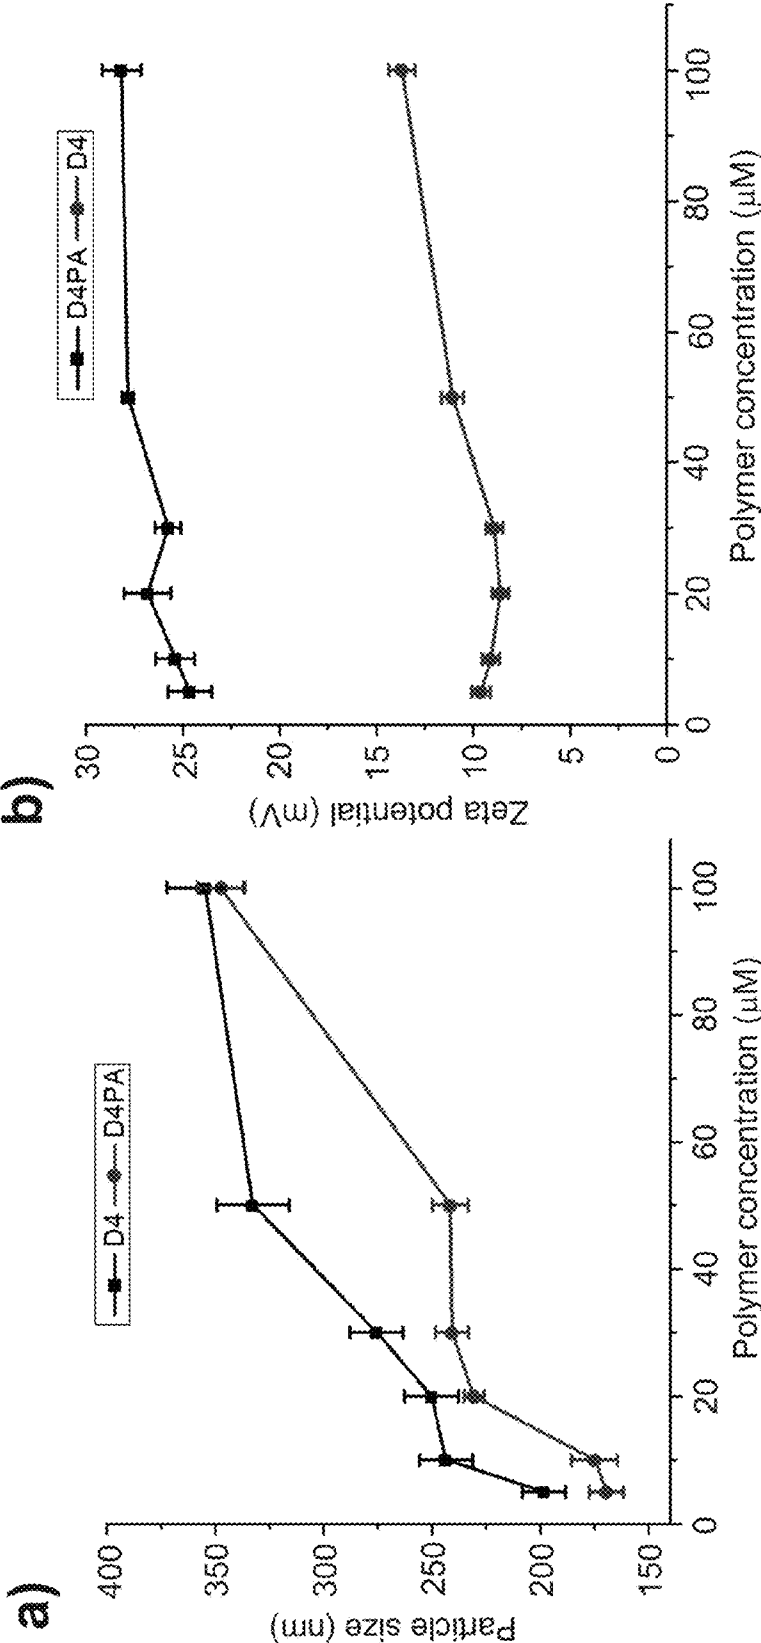 a)
D4 D4PA
400
350
300
250
200
150
Particle size (nm)
0 20 40 60 80 100
Polymer concentration (µM)
b)
D4PA D4
30
25
20
15
10
5
0
Zeta potential (mV)
0 20 40 60 80 100
Polymer concentration (µM)